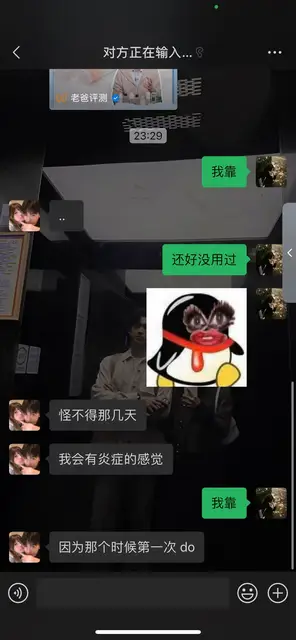 对方正在输入...
老爸评测
23:29
我靠
..
还好没用过
怪不得那几天
我会有炎症的感觉
我靠
因为那个时候第一次 do